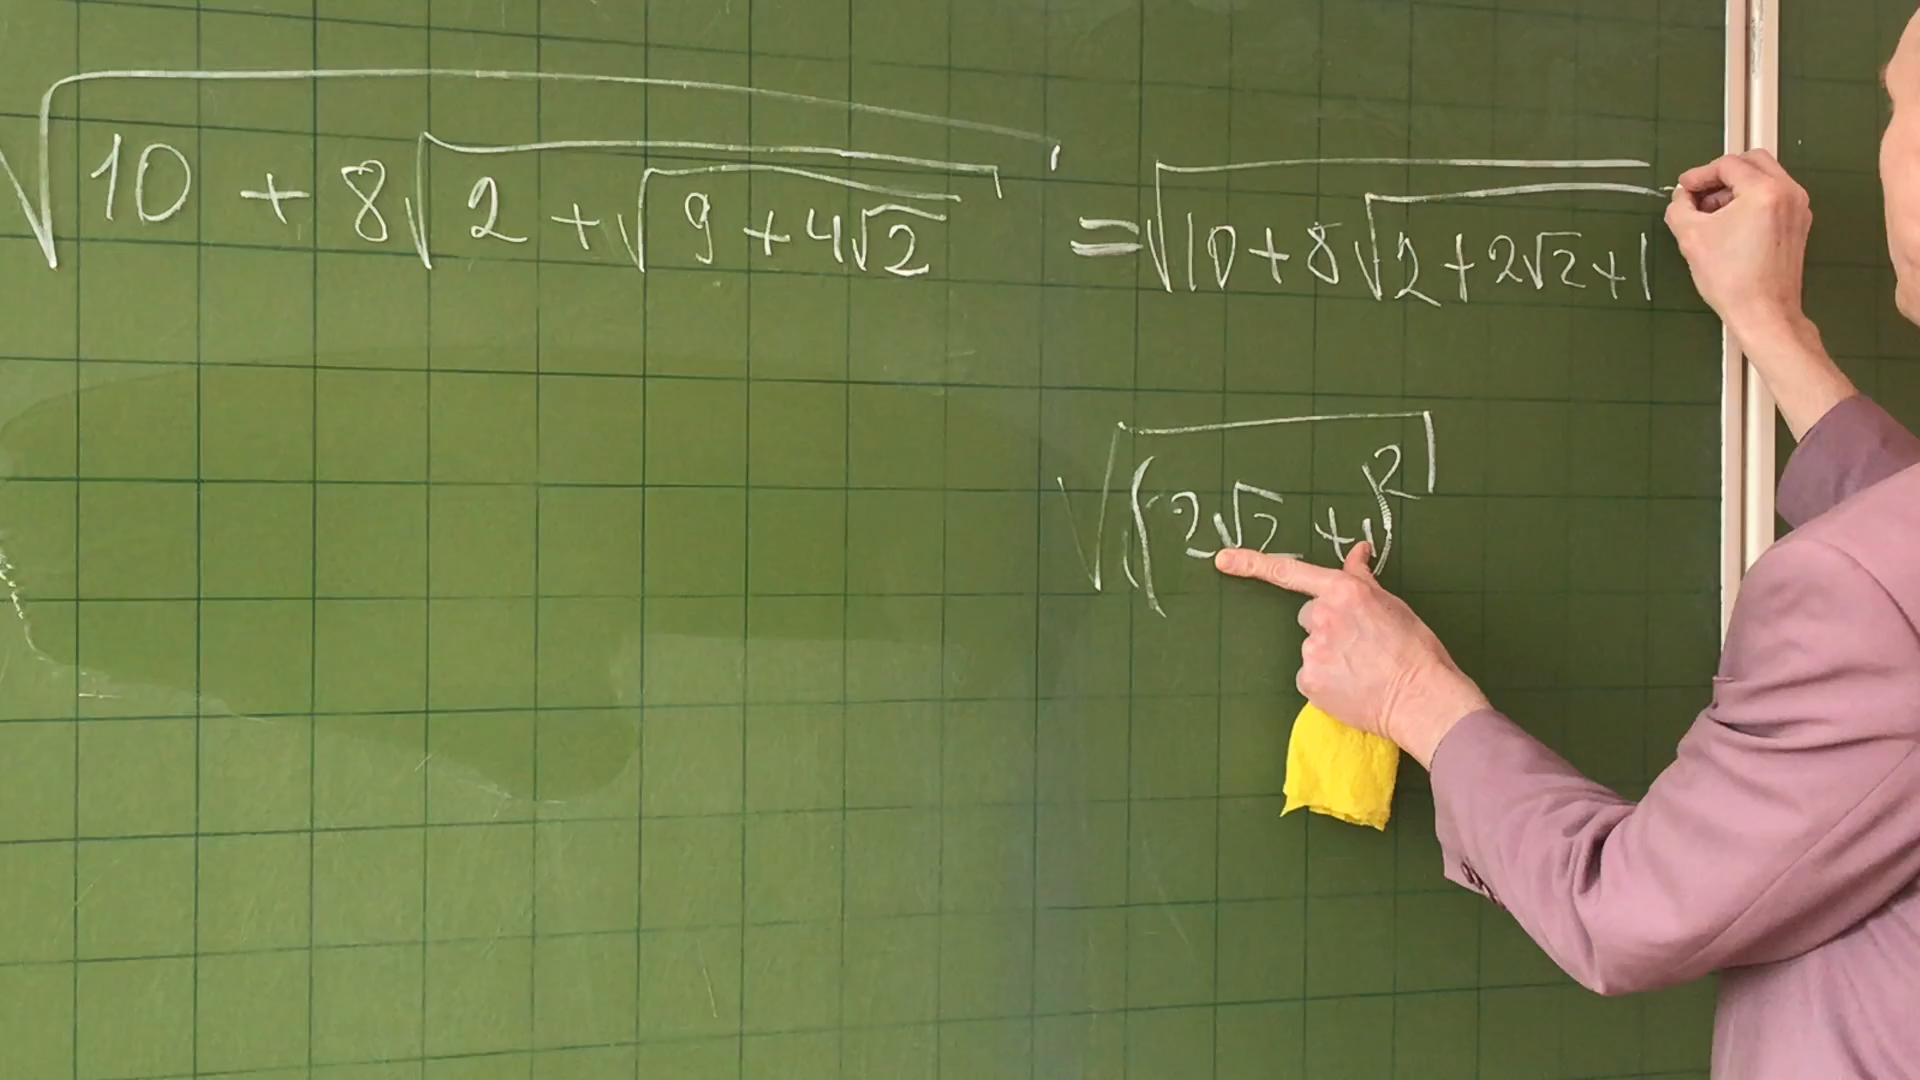 √(10 + 8√(2 + √(9 + 4√2))) = √(10 + 8√(2 + 2√2 + 1))
√((2√2 + 1)²)